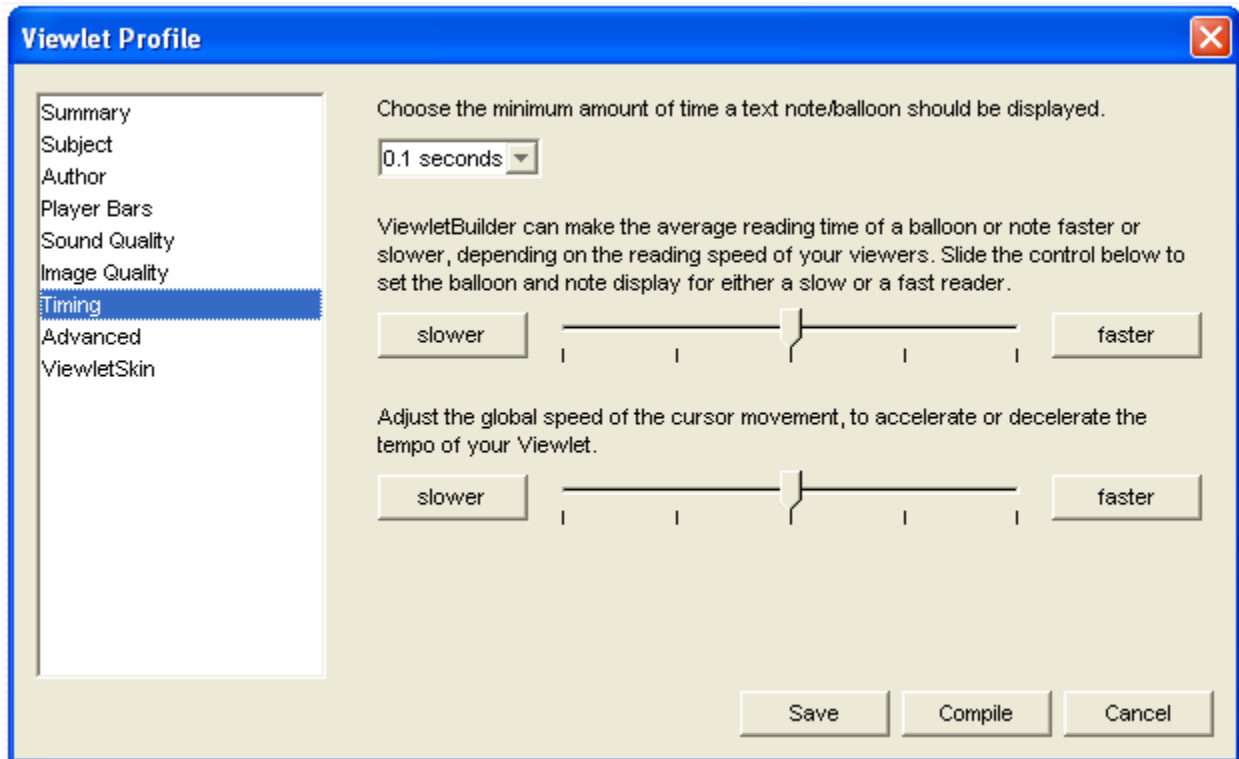 Viewlet Profile
Summary
Subject
Author
Player Bars
Sound Quality
Image Quality
Timing
Advanced
ViewletSkin
Choose the minimum amount of time a text note/balloon should be displayed.
0.1 seconds
ViewletBuilder can make the average reading time of a balloon or note faster or
slower, depending on the reading speed of your viewers. Slide the control below to
set the balloon and note display for either a slow or a fast reader.
slower
faster
Adjust the global speed of the cursor movement, to accelerate or decelerate the
tempo of your Viewlet.
slower
faster
Save
Compile
Cancel